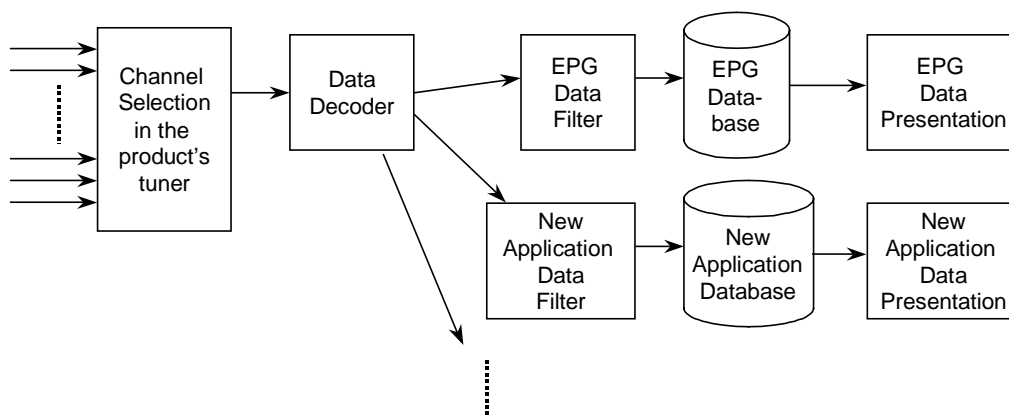 Channel
Selection
in the
product's
tuner
Data
Decoder
EPG
Data
Filter
EPG
Data-
base
EPG
Data
Presentation
New
Application
Data
Filter
New
Application
Database
New
Application
Data
Presentation